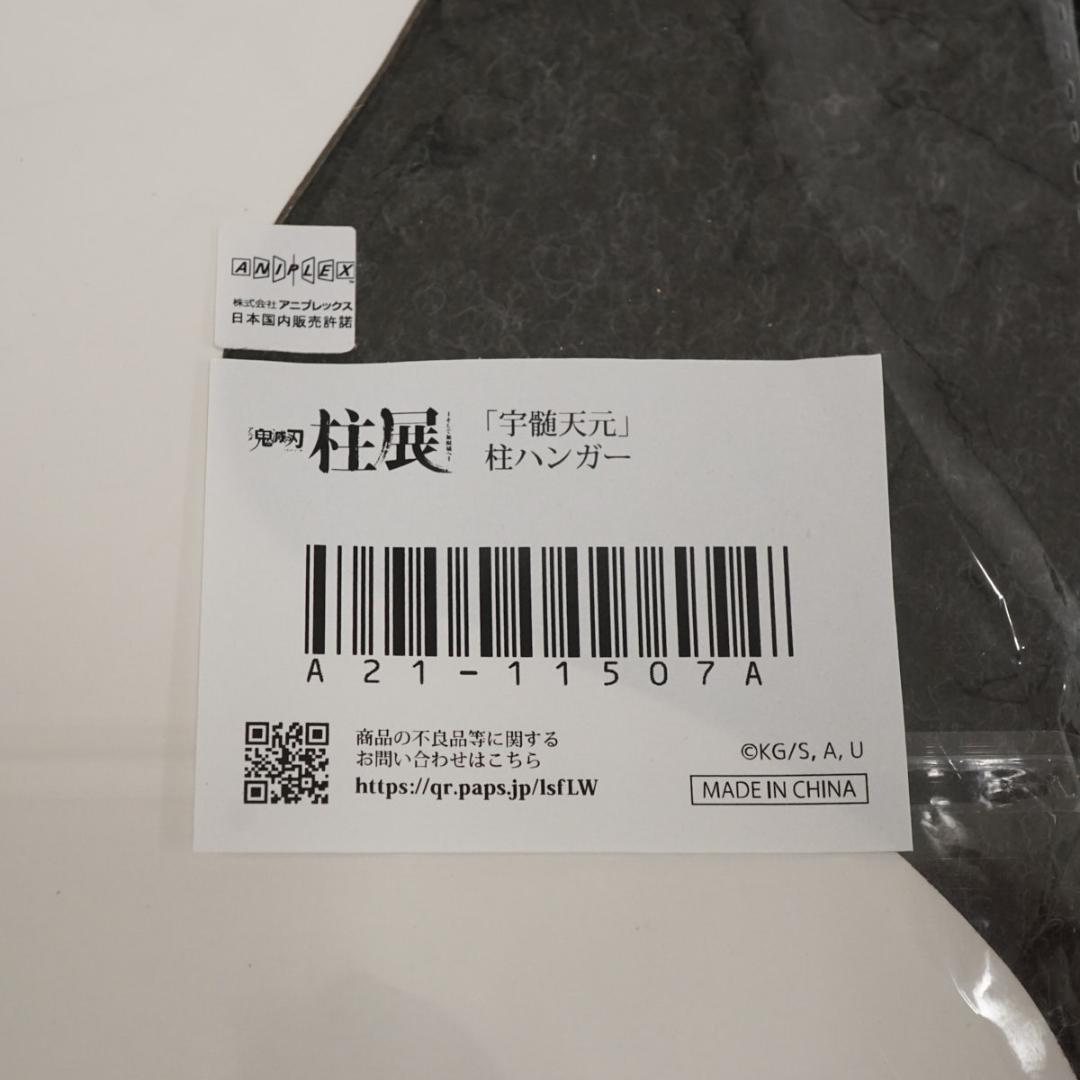 ANIPLEX
株式会社アニプレックス
日本国内販売許諾
鬼滅刃 柱展
「宇髄天元」
柱ハンガー
A21-11507A
商品の不良品等に関する
お問い合わせはこちら
https://qr.paps.jp/lsfLW
©KG/S, A, U
MADE IN CHINA